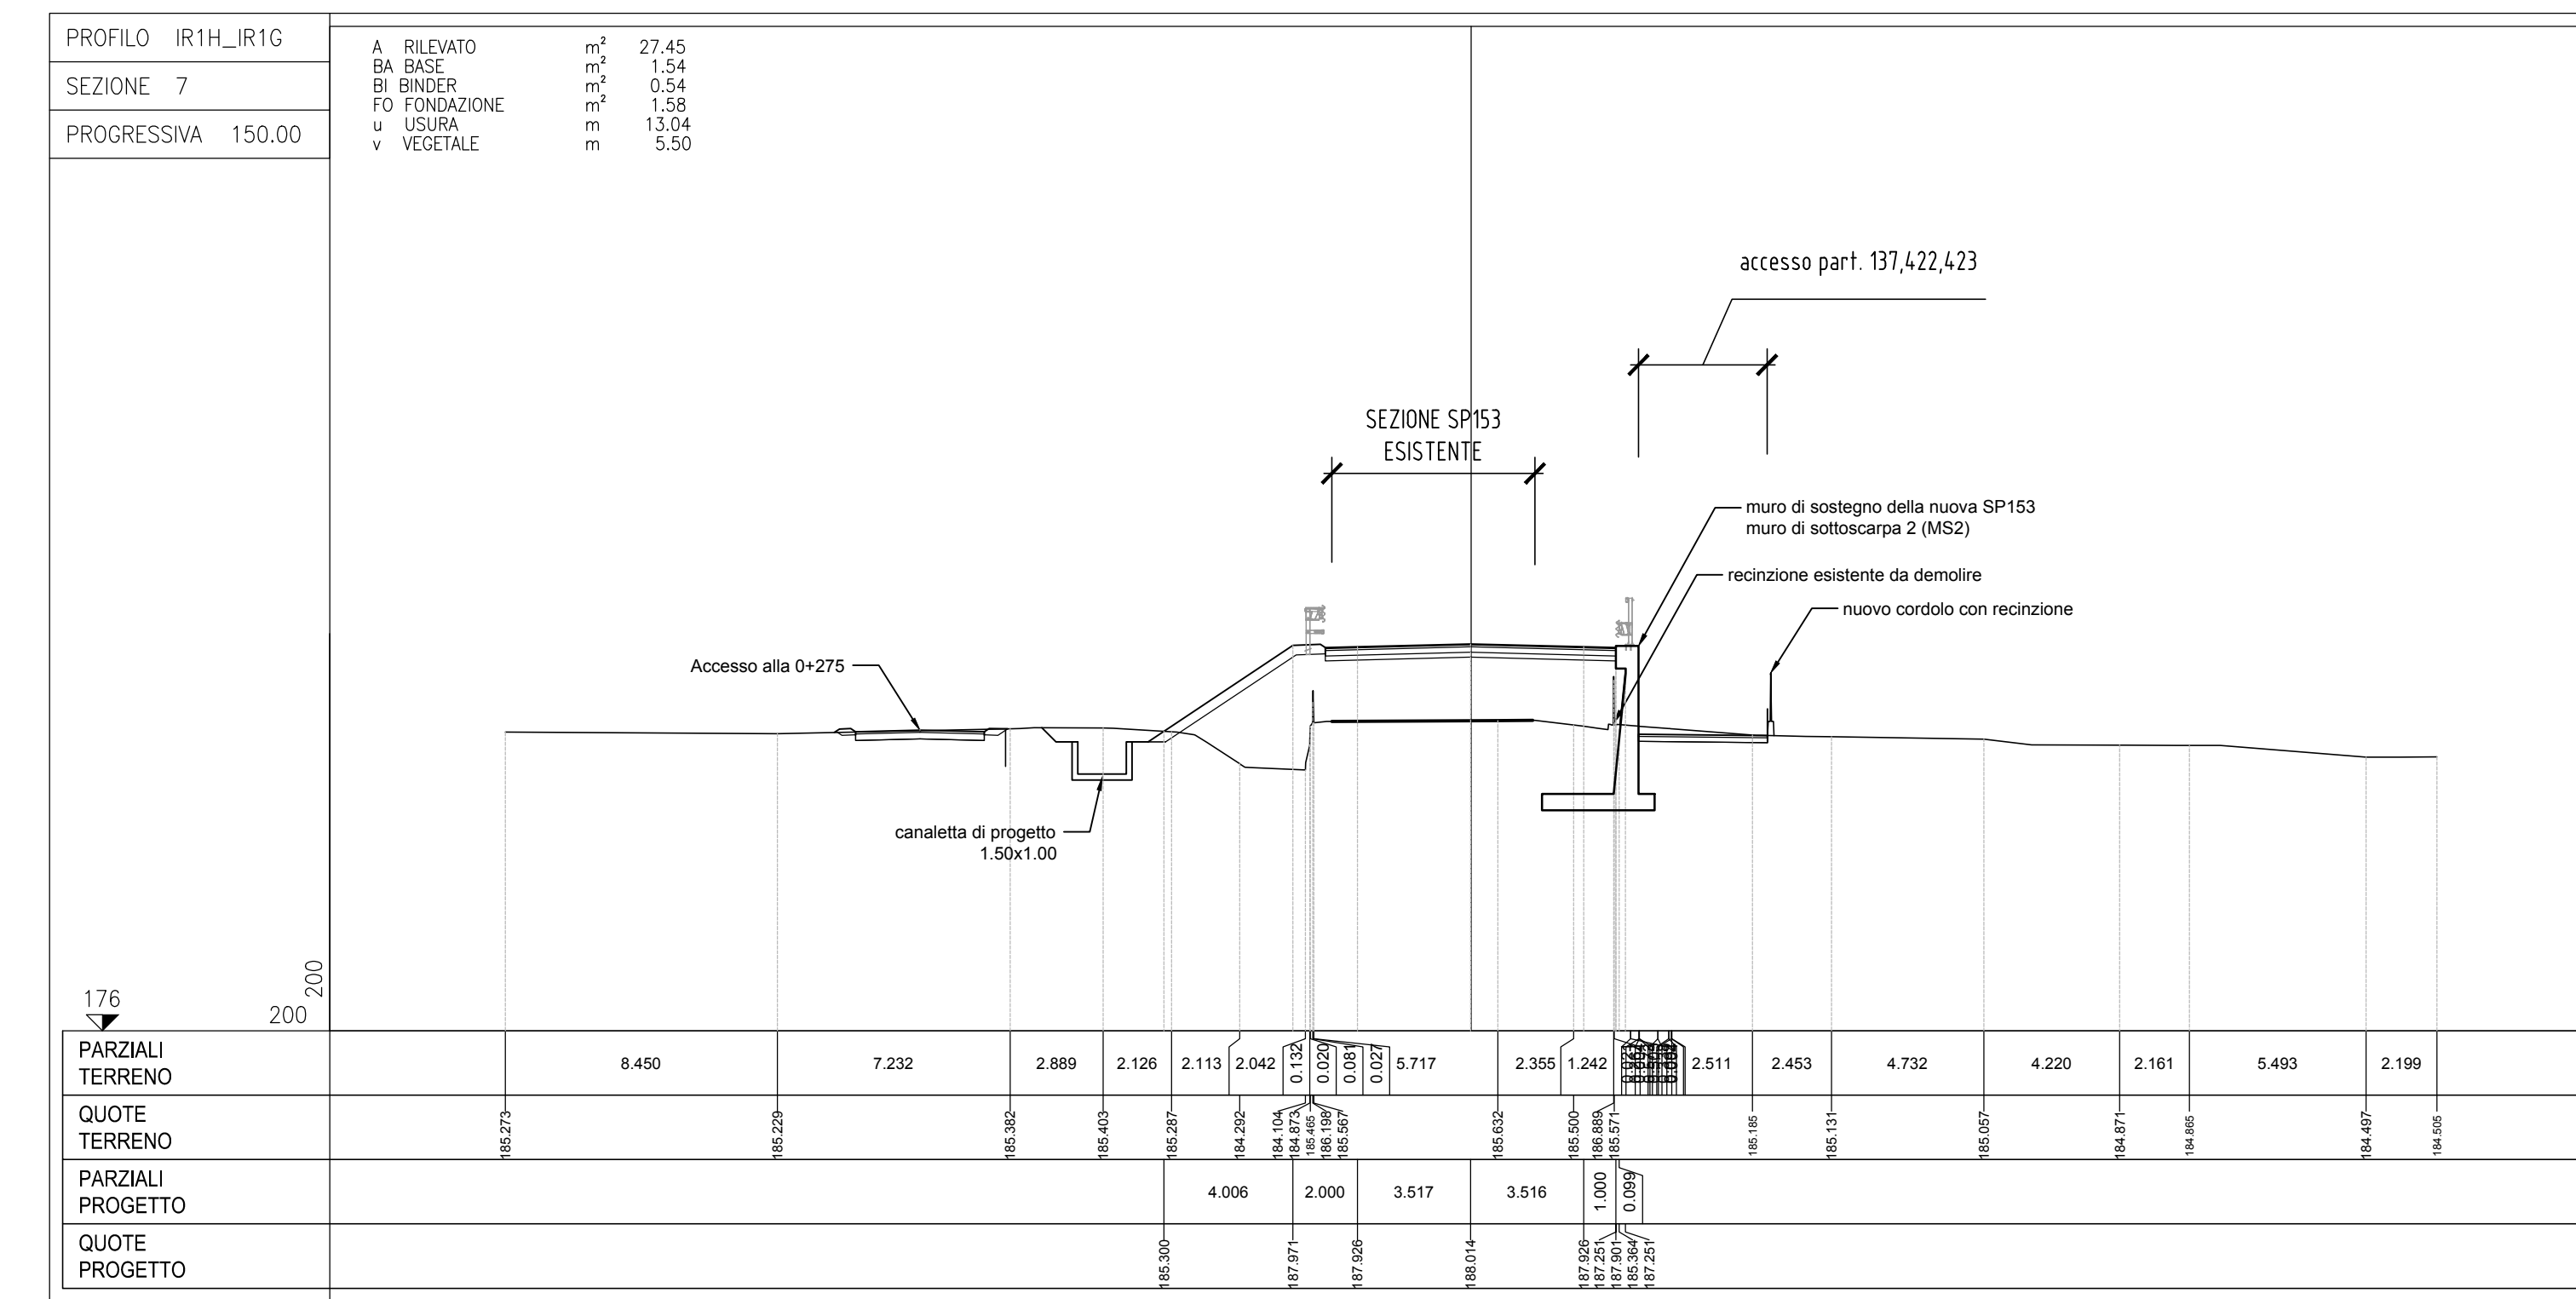 PROFILO IR1H_IR1G
SEZIONE 7
PROGRESSIVA 150.00
A RILEVATO m² 27.45
BA BASE m² 1.54
BI BINDER m² 0.54
FO FONDAZIONE m² 1.58
u USURA m 13.04
v VEGETALE m 5.50
accesso part. 137,422,423
SEZIONE SP153
ESISTENTE
muro di sostegno della nuova SP153
muro di sottoscarpa 2 (MS2)
recinzione esistente da demolire
nuovo cordolo con recinzione
Accesso alla 0+275
canaletta di progetto
1.50x1.00
176
200
200
PARZIALI
TERRENO
8.450 7.232 2.889 2.126 2.113 2.042 0.132 0.020 0.081 0.027 5.717 2.355 1.242 2.511 2.453 4.732 4.220 2.161 5.493 2.199
QUOTE
TERRENO
185.273 185.229 185.382 185.403 185.287 184.292 184.104 184.873 185.465 186.198 185.567 185.632 185.500 186.889 185.571 185.185 185.131 185.057 184.871 184.865 184.497 184.505
PARZIALI
PROGETTO
4.006 2.000 3.517 3.516 1.000 0.099
QUOTE
PROGETTO
185.300 187.971 187.926 188.014 187.926 187.251 187.901 185.364 187.251